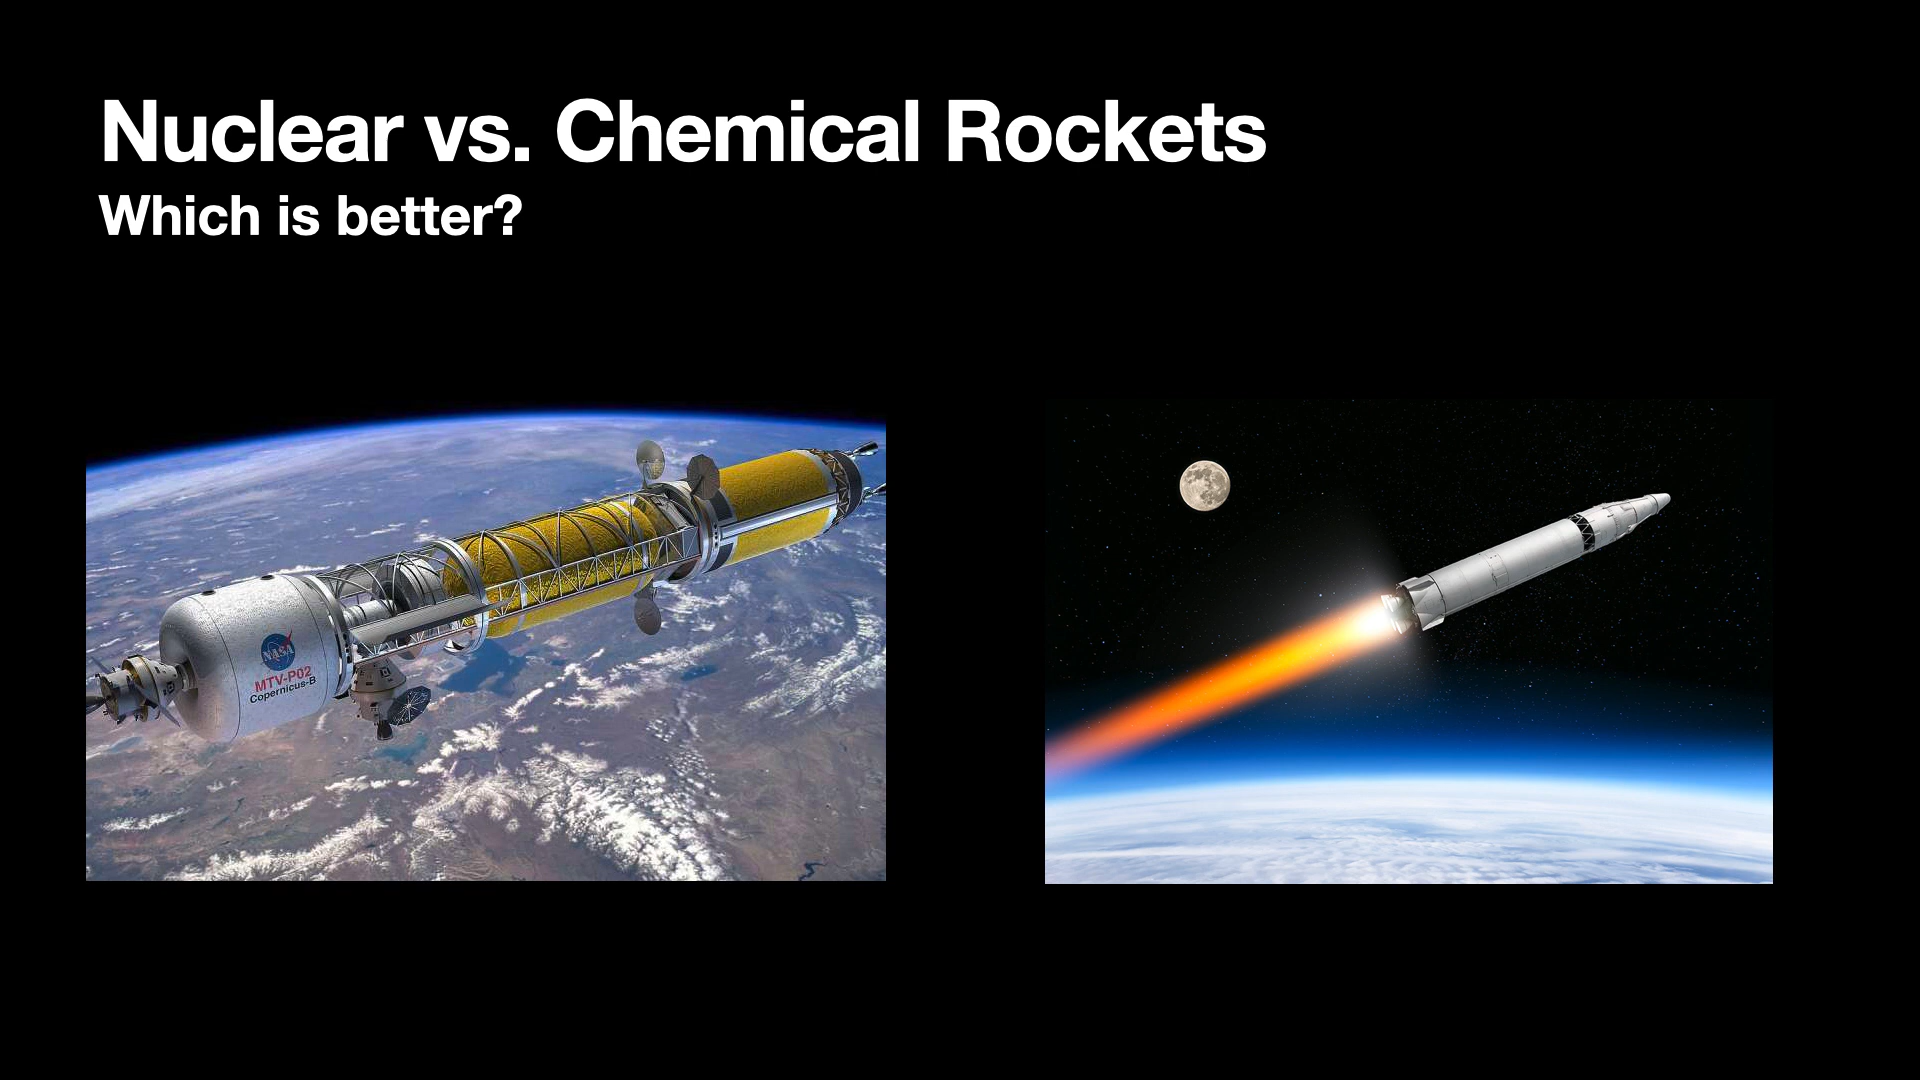 Nuclear vs. Chemical Rockets
Which is better?
NASA
MTV-P02
Copernicus-B